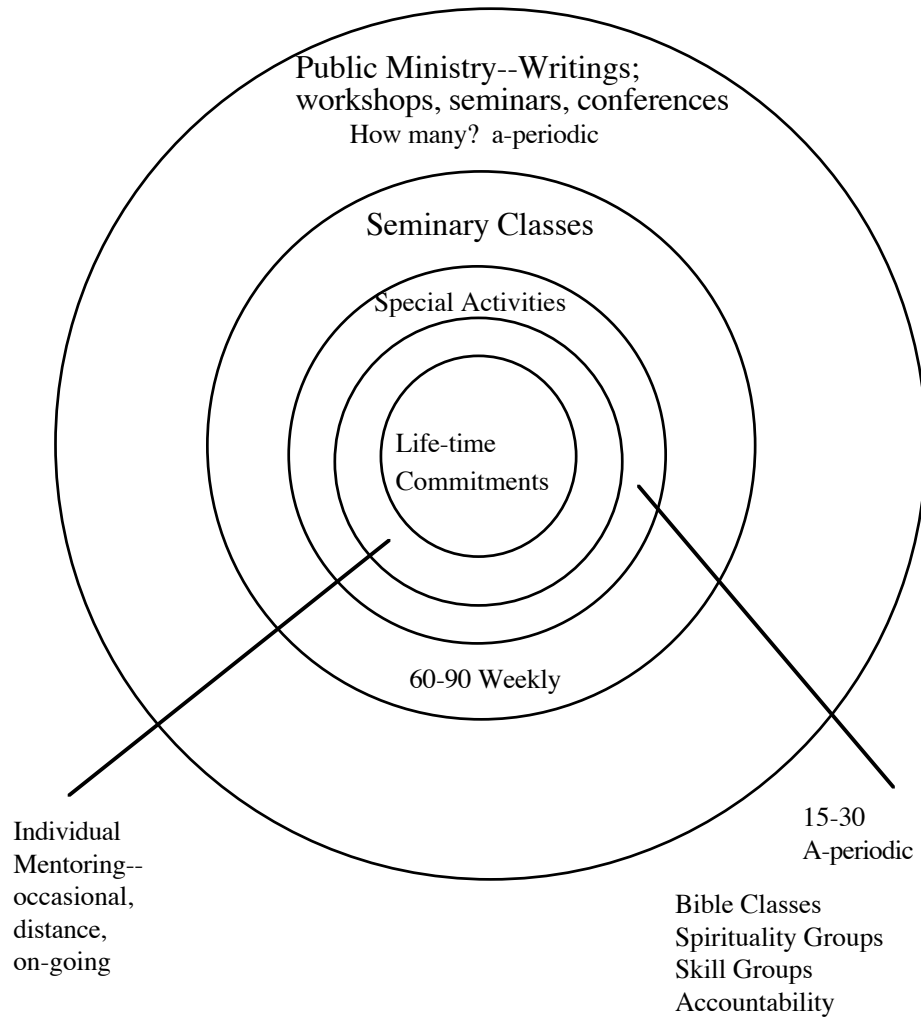 Public Ministry--Writings;
workshops, seminars, conferences
How many?  a-periodic
Seminary Classes
Special Activities
Life-time
Commitments
60-90 Weekly
Individual
Mentoring--
occasional,
distance,
on-going
15-30
A-periodic
Bible Classes
Spirituality Groups
Skill Groups
Accountability